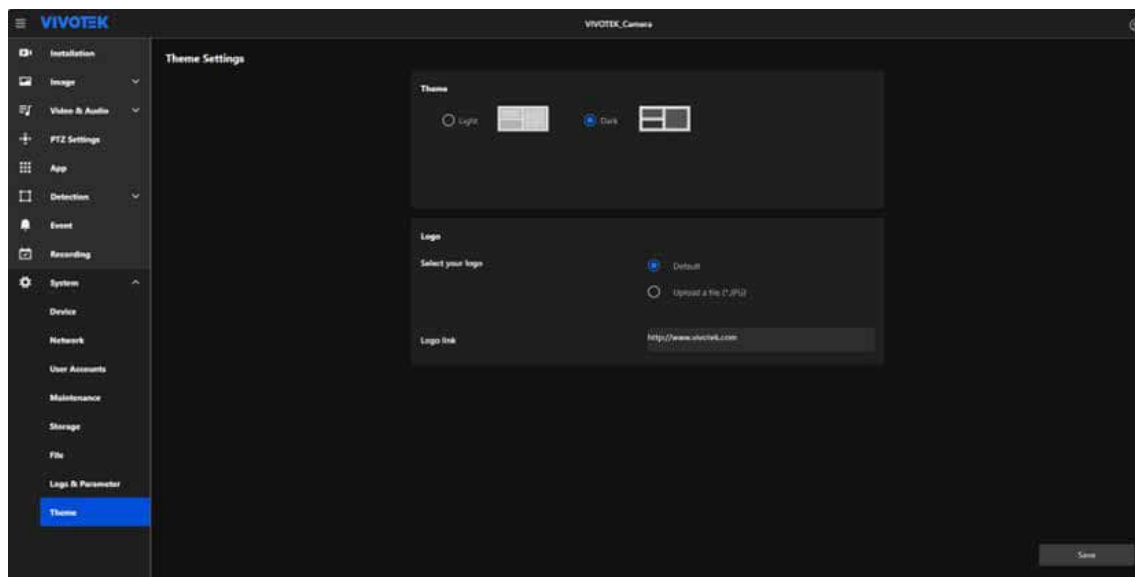 VIVOTEK
VIVOTEK_Camera
Installation
Image
Video & Audio
PTZ Settings
App
Detection
Event
Recording
System
Device
Network
User Accounts
Maintenance
Storage
File
Logs & Parameter
Theme
Theme Settings
Theme
Light
Dark
Logo
Select your logo
Default
Upload a file (*.JPG)
Logo link
http://www.vivotek.com
Save